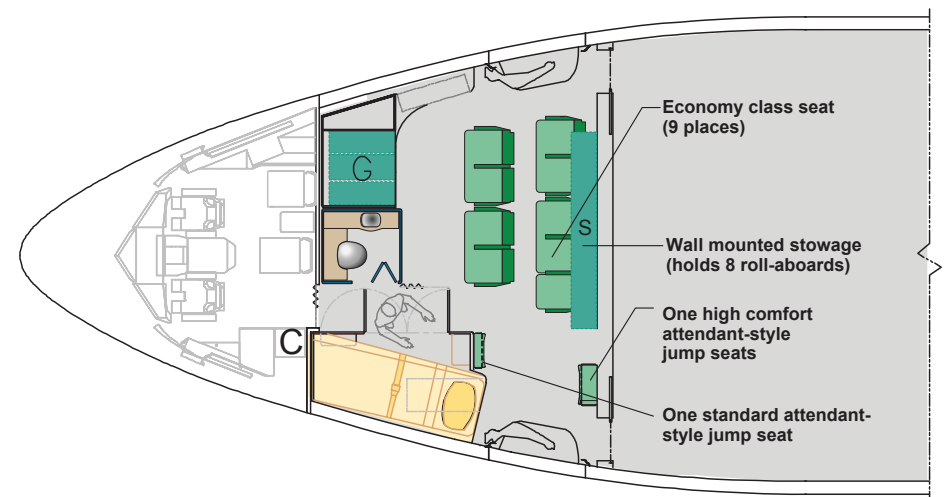 Economy class seat
(9 places)
G
S
Wall mounted stowage
(holds 8 roll-aboards)
One high comfort
attendant-style
jump seats
C
One standard attendant-
style jump seat